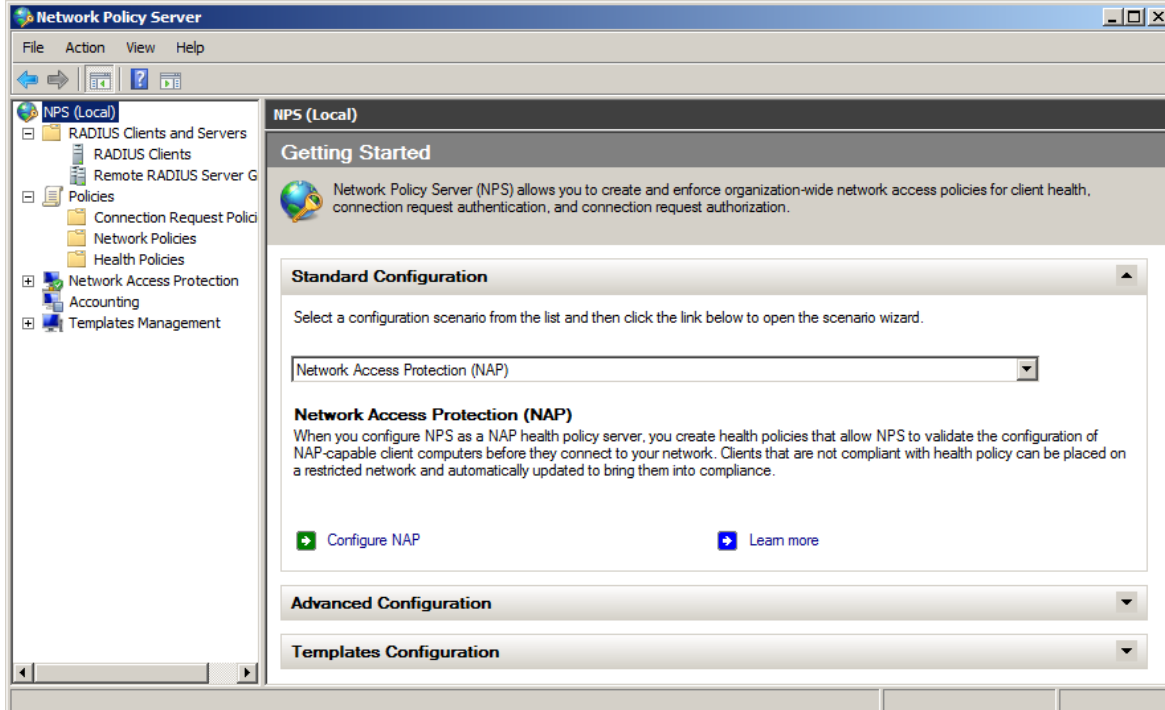 Network Policy Server
File Action View Help
NPS (Local)
RADIUS Clients and Servers
RADIUS Clients
Remote RADIUS Server G
Policies
Connection Request Polici
Network Policies
Health Policies
Network Access Protection
Accounting
Templates Management
NPS (Local)
Getting Started
Network Policy Server (NPS) allows you to create and enforce organization-wide network access policies for client health,
connection request authentication, and connection request authorization.
Standard Configuration
Select a configuration scenario from the list and then click the link below to open the scenario wizard.
Network Access Protection (NAP)
Network Access Protection (NAP)
When you configure NPS as a NAP health policy server, you create health policies that allow NPS to validate the configuration of
NAP-capable client computers before they connect to your network. Clients that are not compliant with health policy can be placed on
a restricted network and automatically updated to bring them into compliance.
Configure NAP Learn more
Advanced Configuration
Templates Configuration